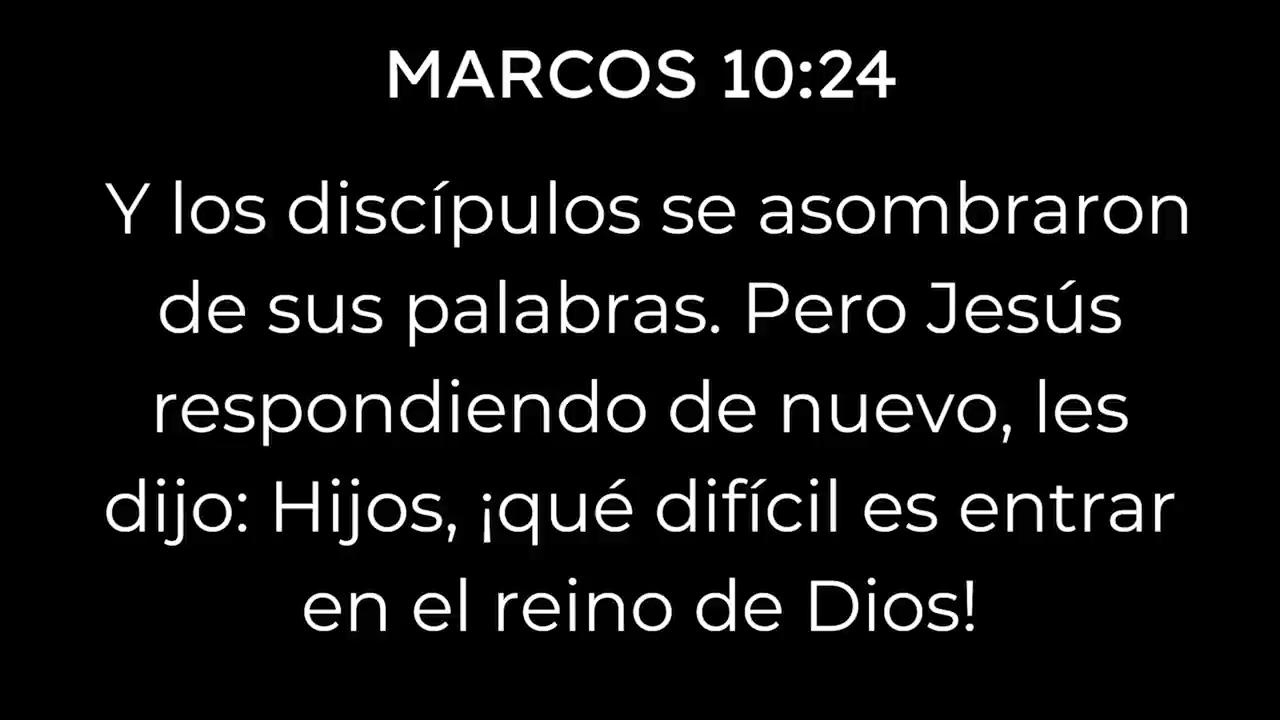 MARCOS 10:24
Y los discípulos se asombraron
de sus palabras. Pero Jesús
respondiendo de nuevo, les
dijo: Hijos, ¡qué difícil es entrar
en el reino de Dios!